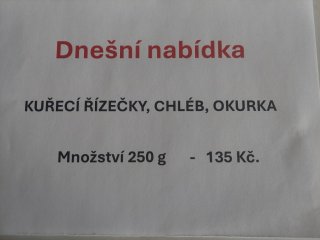 Dnešní nabídka
KUŘECÍ ŘÍZEČKY, CHLÉB, OKURKA
Množství 250 g - 135 Kč.